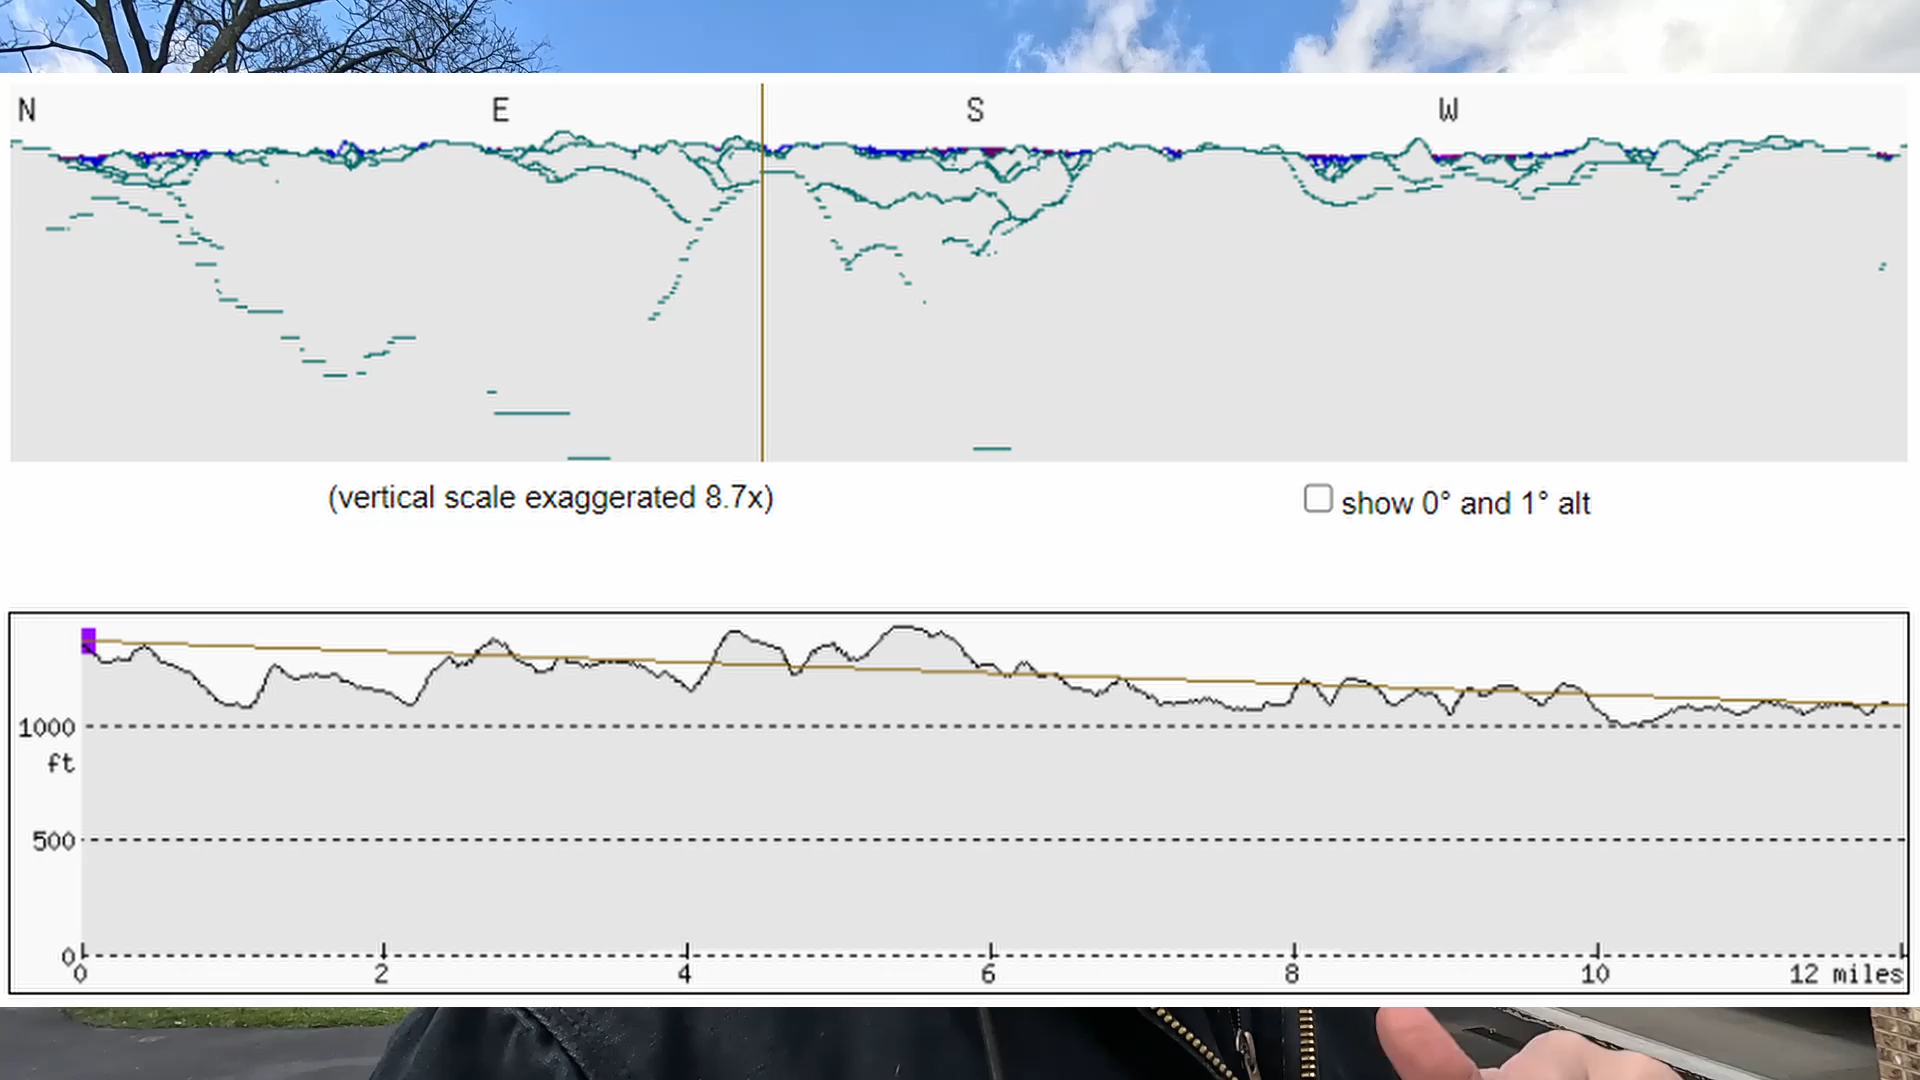 N E S W
(vertical scale exaggerated 8.7x)
show 0° and 1° alt
1000
ft
500
0
0 2 4 6 8 10 12 miles